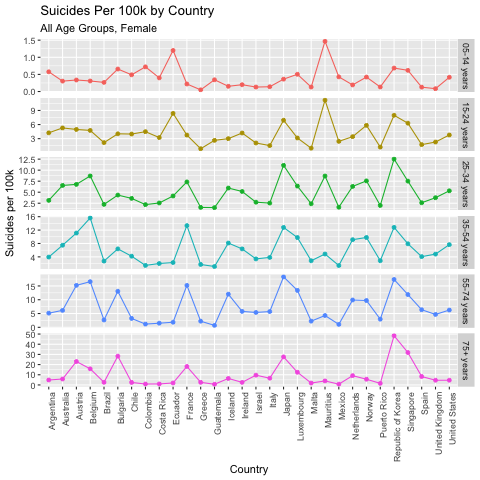 Suicides Per 100k by Country
All Age Groups, Female
Suicides per 100k
1.5
1.0
0.5
0.0
05-14 years
9
6
3
15-24 years
12.5
10.0
7.5
5.0
2.5
25-34 years
16
12
8
4
35-54 years
15
10
5
0
55-74 years
50
40
30
20
10
0
75+ years
Argentina
Australia
Austria
Belgium
Brazil
Bulgaria
Chile
Colombia
Costa Rica
Ecuador
France
Greece
Guatemala
Iceland
Ireland
Israel
Italy
Japan
Luxembourg
Malta
Mauritius
Mexico
Netherlands
Norway
Puerto Rico
Republic of Korea
Singapore
Spain
United Kingdom
United States
Country